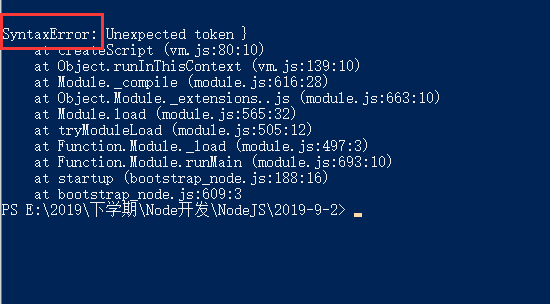 SyntaxError: Unexpected token }
at createScript (vm.js:80:10)
at Object.runInThisContext (vm.js:139:10)
at Module._compile (module.js:616:28)
at Object.Module._extensions..js (module.js:663:10)
at Module.load (module.js:565:32)
at tryModuleLoad (module.js:505:12)
at Function.Module._load (module.js:497:3)
at Function.Module.runMain (module.js:693:10)
at startup (bootstrap_node.js:188:16)
at bootstrap_node.js:609:3
PS E:\2019\下学期\Node开发\NodeJS\2019-9-2>